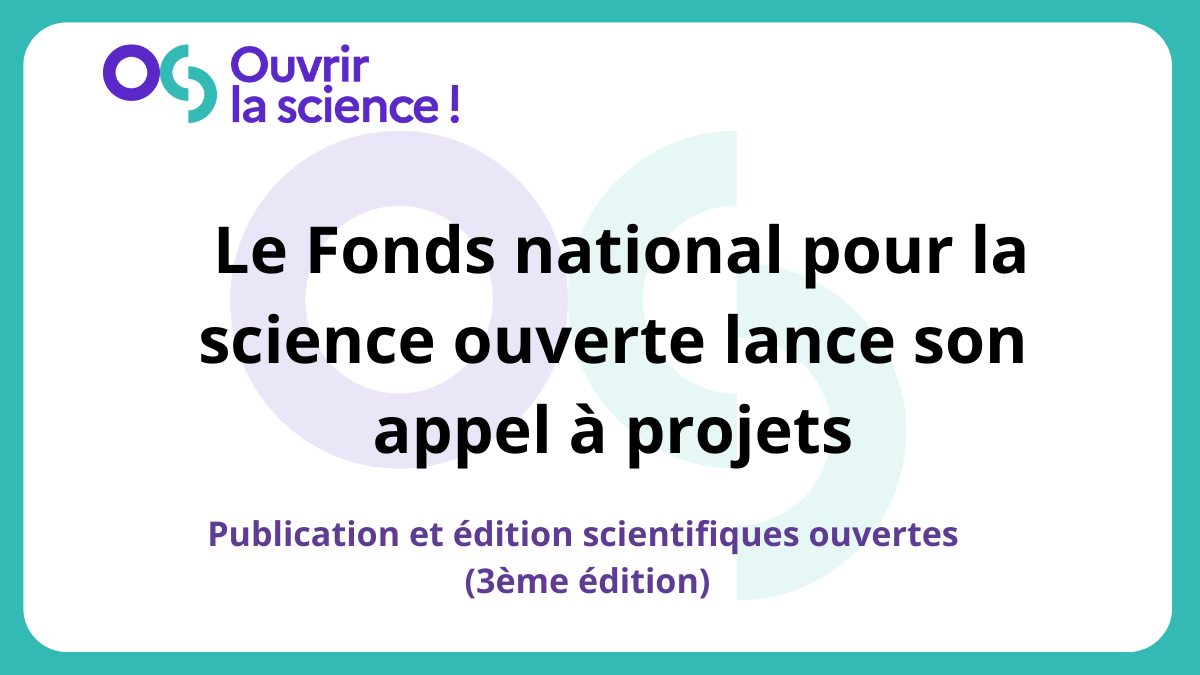 Ouvrir
la science !
Le Fonds national pour la
science ouverte lance son
appel à projets
Publication et édition scientifiques ouvertes
(3ème édition)